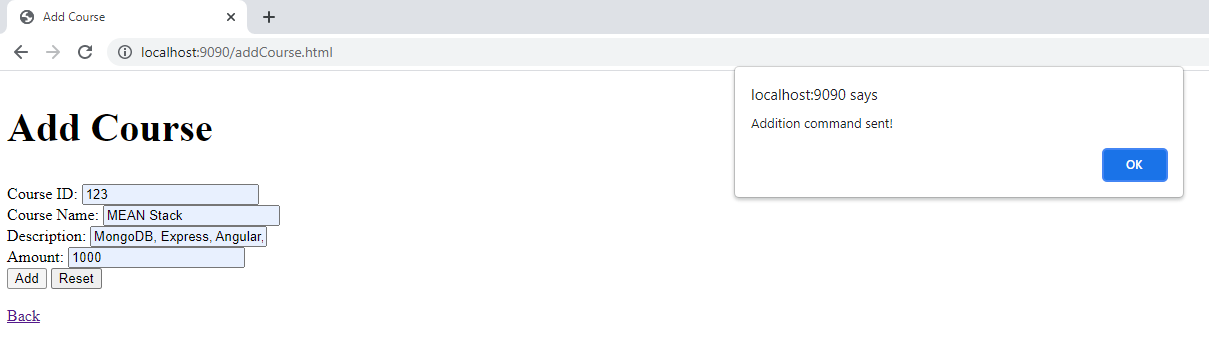 Add Course
localhost:9090/addCourse.html
localhost:9090 says
Addition command sent!
OK
Add Course
Course ID: 123
Course Name: MEAN Stack
Description: MongoDB, Express, Angular,
Amount: 1000
Add Reset
Back